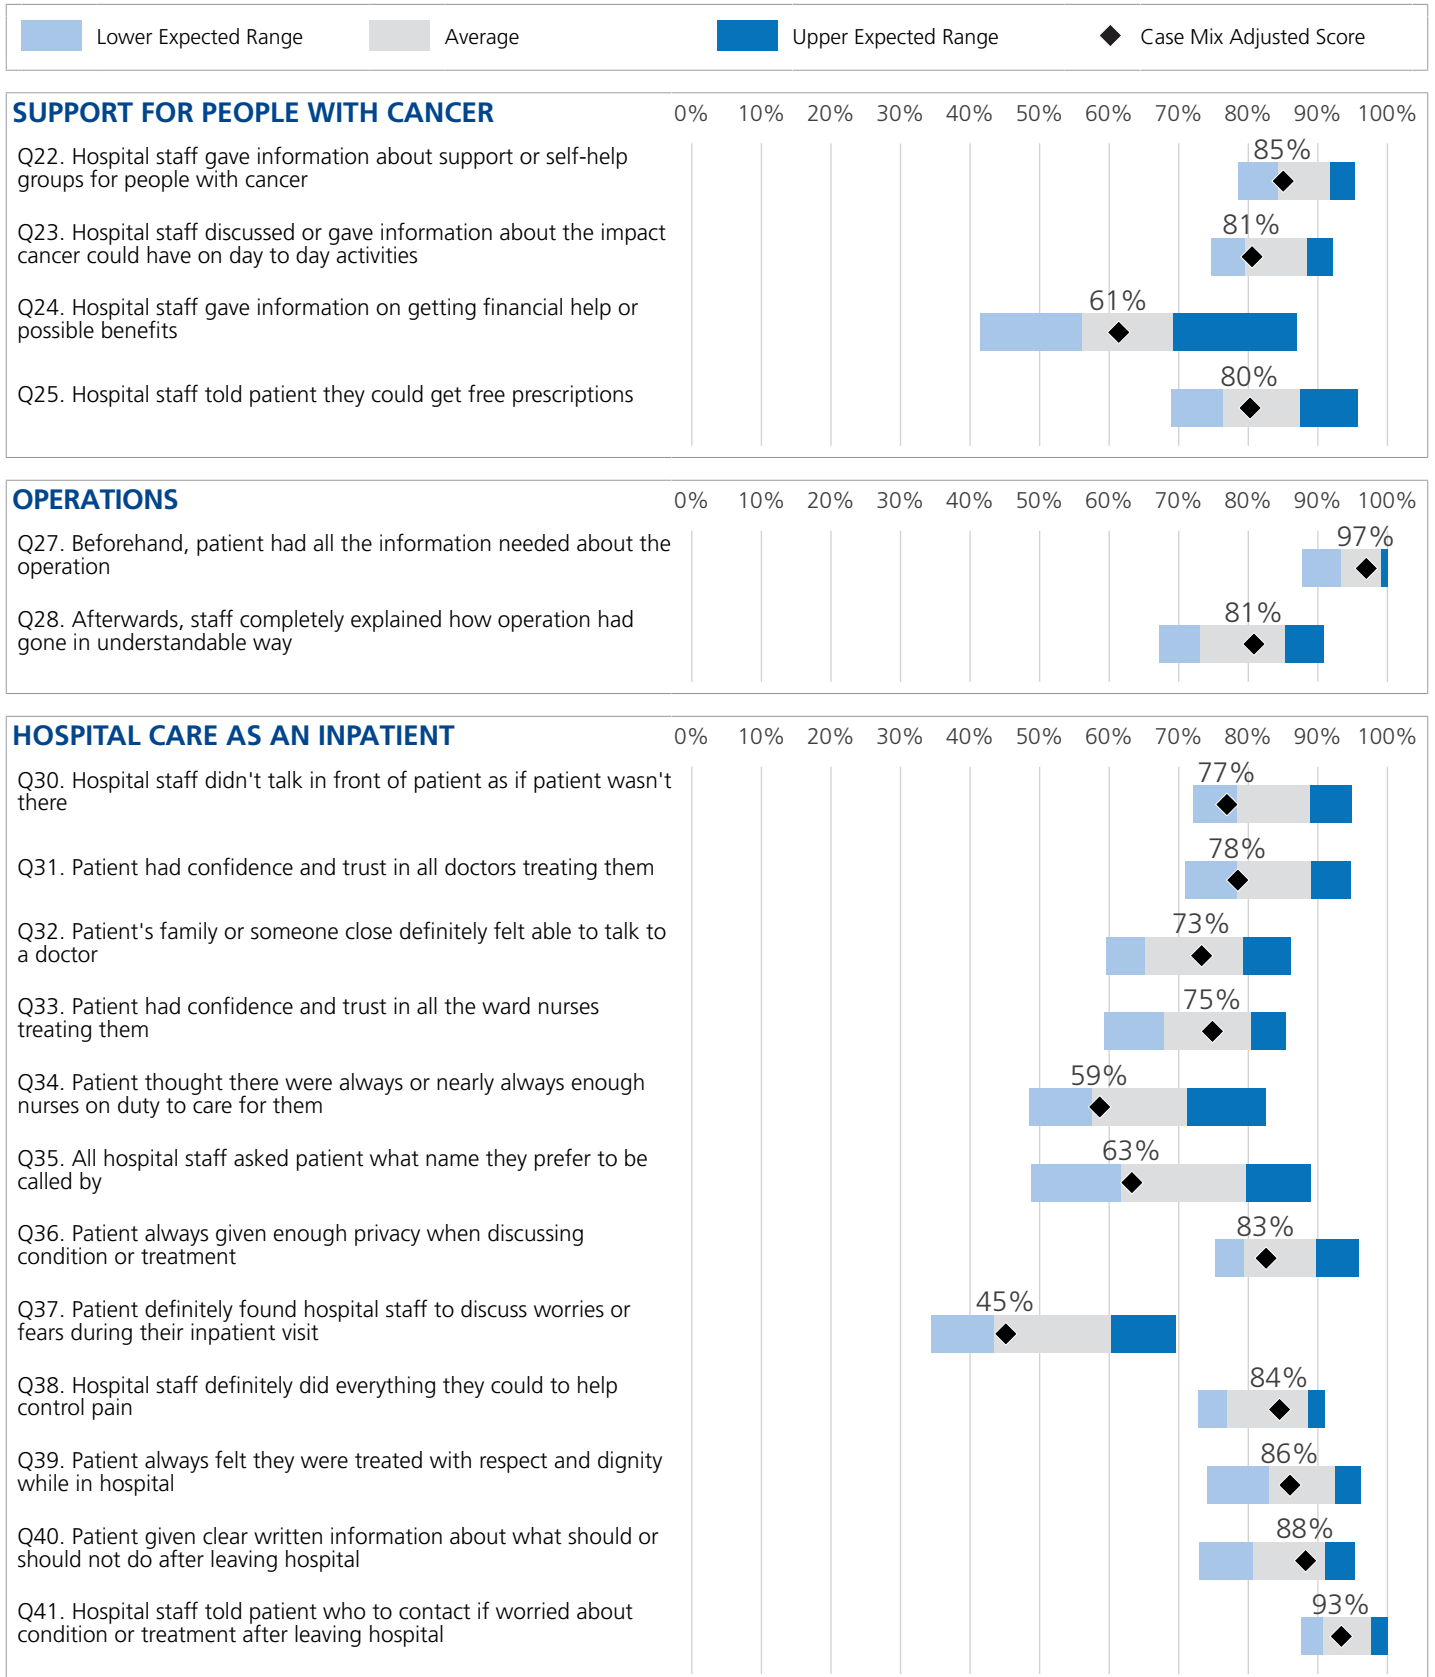 Lower Expected Range Average Upper Expected Range Case Mix Adjusted Score
SUPPORT FOR PEOPLE WITH CANCER 0% 10% 20% 30% 40% 50% 60% 70% 80% 90% 100%
Q22. Hospital staff gave information about support or self-help
groups for people with cancer
85%
Q23. Hospital staff discussed or gave information about the impact
cancer could have on day to day activities
81%
Q24. Hospital staff gave information on getting financial help or
possible benefits
61%
Q25. Hospital staff told patient they could get free prescriptions
80%
OPERATIONS 0% 10% 20% 30% 40% 50% 60% 70% 80% 90% 100%
Q27. Beforehand, patient had all the information needed about the
operation
97%
Q28. Afterwards, staff completely explained how operation had
gone in understandable way
81%
HOSPITAL CARE AS AN INPATIENT 0% 10% 20% 30% 40% 50% 60% 70% 80% 90% 100%
Q30. Hospital staff didn't talk in front of patient as if patient wasn't
there
77%
Q31. Patient had confidence and trust in all doctors treating them
78%
Q32. Patient's family or someone close definitely felt able to talk to
a doctor
73%
Q33. Patient had confidence and trust in all the ward nurses
treating them
75%
Q34. Patient thought there were always or nearly always enough
nurses on duty to care for them
59%
Q35. All hospital staff asked patient what name they prefer to be
called by
63%
Q36. Patient always given enough privacy when discussing
condition or treatment
83%
Q37. Patient definitely found hospital staff to discuss worries or
fears during their inpatient visit
45%
Q38. Hospital staff definitely did everything they could to help
control pain
84%
Q39. Patient always felt they were treated with respect and dignity
while in hospital
86%
Q40. Patient given clear written information about what should or
should not do after leaving hospital
88%
Q41. Hospital staff told patient who to contact if worried about
condition or treatment after leaving hospital
93%